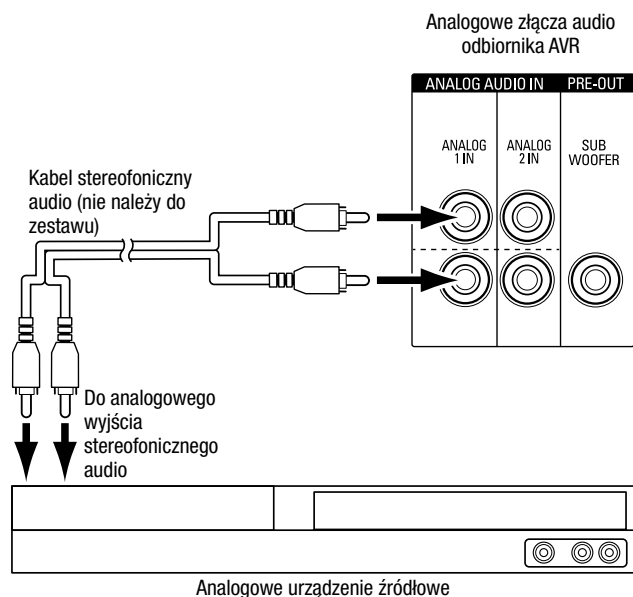 Analogowe złącza audio
odbiornika AVR
ANALOG AUDIO IN PRE-OUT
ANALOG
1 IN
ANALOG
2 IN
SUB
WOOFER
Kabel stereofoniczny
audio (nie należy do
zestawu)
Do analogowego
wyjścia
stereofonicznego
audio
Analogowe urządzenie źródłowe